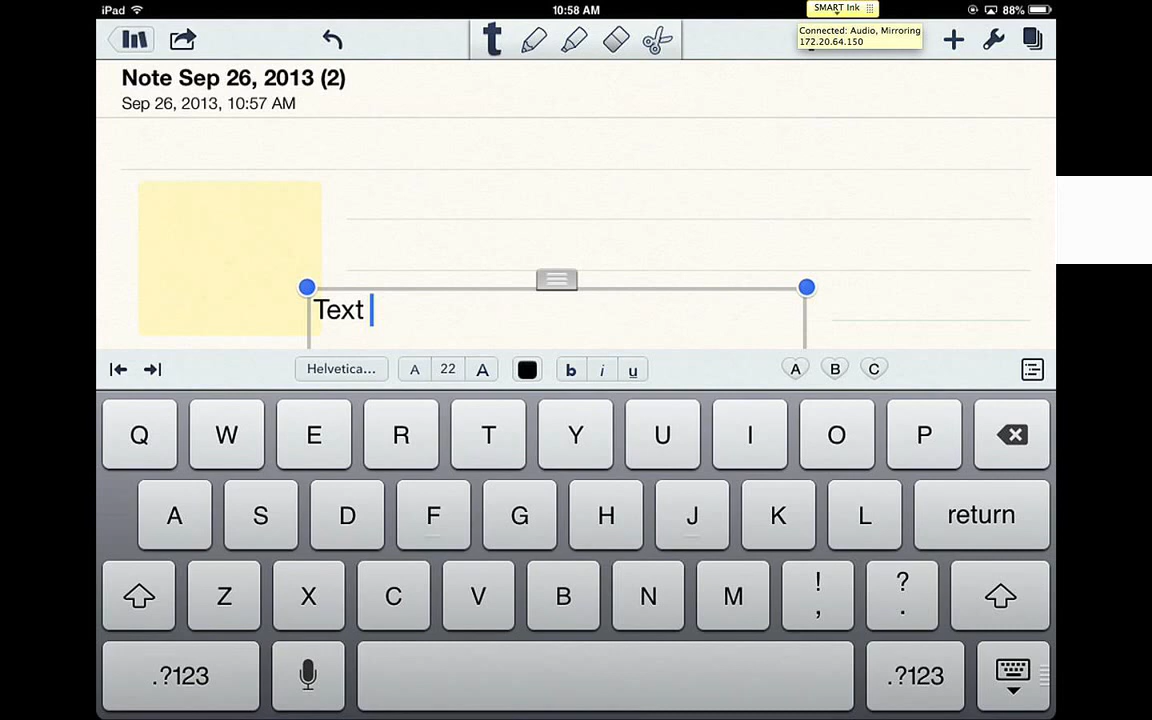 iPad 10:58 AM SMART Ink 88%
Connected: Audio, Mirroring
172.20.64.150
t
Note Sep 26, 2013 (2)
Sep 26, 2013, 10:57 AM
Text
Helvetica... A 22 A b i u A B C
Q W E R T Y U I O P
A S D F G H J K L return
Z X C V B N M ! , ? .
.?123 .?123